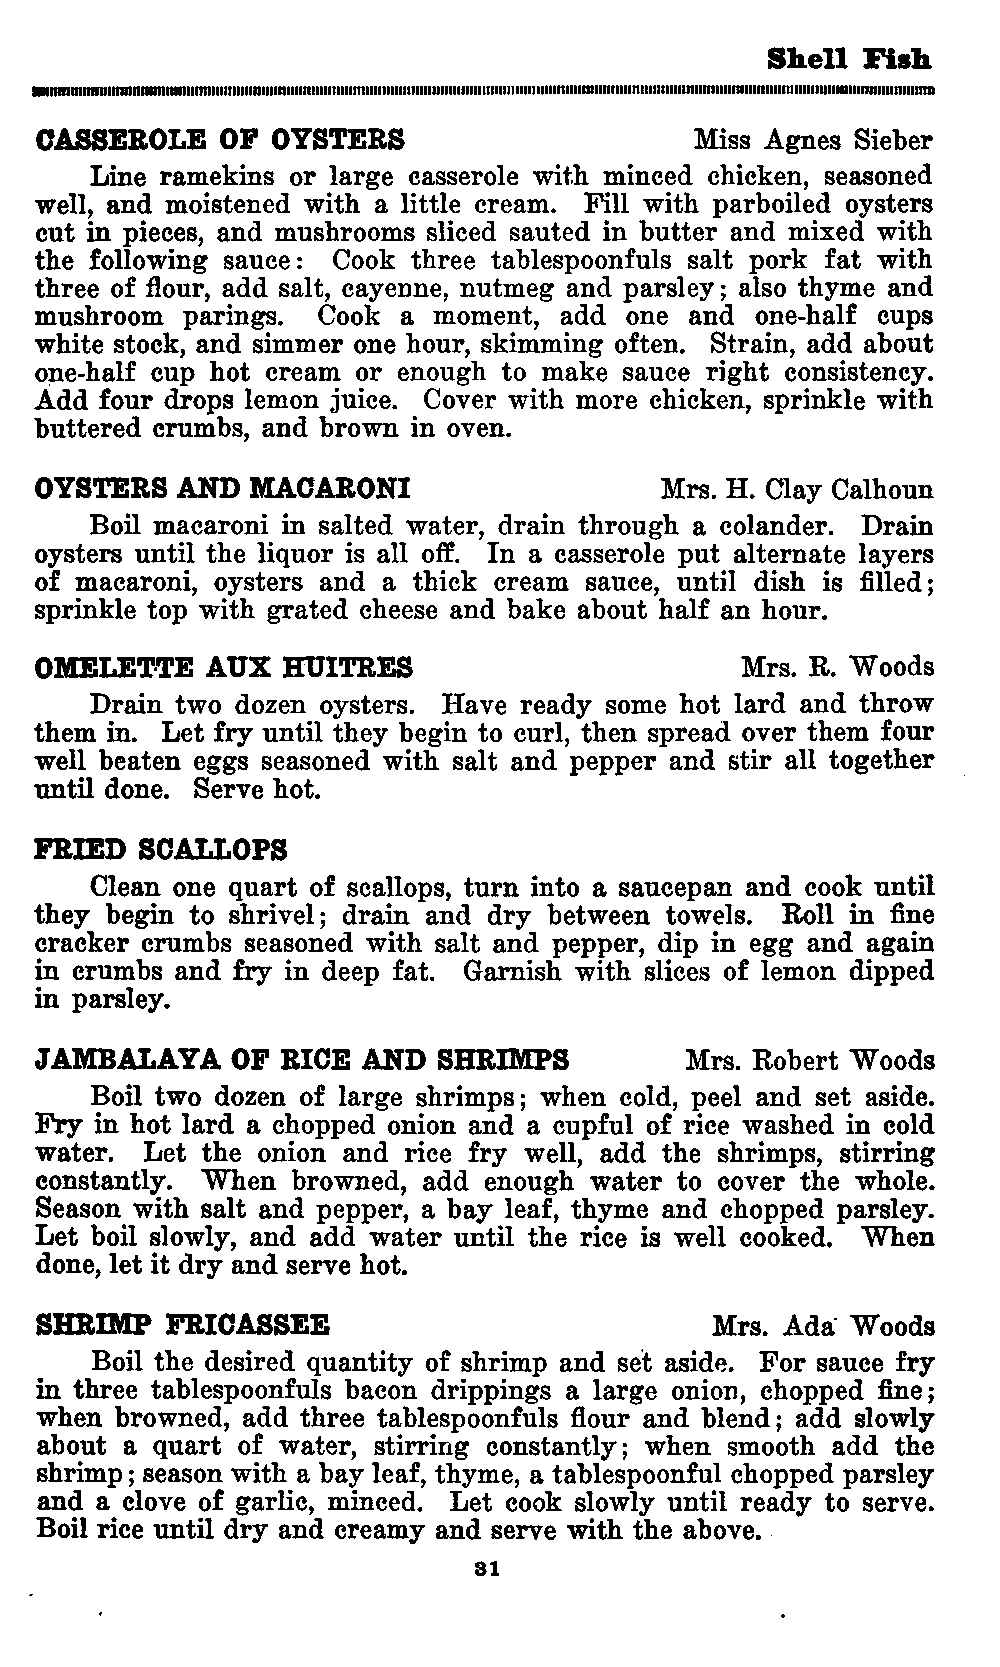 Shell Fish
CASSEROLE OF OYSTERS Miss Agnes Sieber
Line ramekins or large casserole with minced chicken, seasoned
well, and moistened with a little cream. Fill with parboiled oysters
cut in pieces, and mushrooms sliced sauted in butter and mixed with
the following sauce: Cook three tablespoonfuls salt pork fat with
three of flour, add salt, cayenne, nutmeg and parsley; also thyme and
mushroom parings. Cook a moment, add one and one-half cups
white stock, and simmer one hour, skimming often. Strain, add about
one-half cup hot cream or enough to make sauce right consistency.
Add four drops lemon juice. Cover with more chicken, sprinkle with
buttered crumbs, and brown in oven.
OYSTERS AND MACARONI Mrs. H. Clay Calhoun
Boil macaroni in salted water, drain through a colander. Drain
oysters until the liquor is all off. In a casserole put alternate layers
of macaroni, oysters and a thick cream sauce, until dish is filled;
sprinkle top with grated cheese and bake about half an hour.
OMELETTE AUX HUITRES Mrs. R. Woods
Drain two dozen oysters. Have ready some hot lard and throw
them in. Let fry until they begin to curl, then spread over them four
well beaten eggs seasoned with salt and pepper and stir all together
until done. Serve hot.
FRIED SCALLOPS
Clean one quart of scallops, turn into a saucepan and cook until
they begin to shrivel; drain and dry between towels. Roll in fine
cracker crumbs seasoned with salt and pepper, dip in egg and again
in crumbs and fry in deep fat. Garnish with slices of lemon dipped
in parsley.
JAMBALAYA OF RICE AND SHRIMPS Mrs. Robert Woods
Boil two dozen of large shrimps; when cold, peel and set aside.
Fry in hot lard a chopped onion and a cupful of rice washed in cold
water. Let the onion and rice fry well, add the shrimps, stirring
constantly. When browned, add enough water to cover the whole.
Season with salt and pepper, a bay leaf, thyme and chopped parsley.
Let boil slowly, and add water until the rice is well cooked. When
done, let it dry and serve hot.
SHRIMP FRICASSEE Mrs. Ada Woods
Boil the desired quantity of shrimp and set aside. For sauce fry
in three tablespoonfuls bacon drippings a large onion, chopped fine;
when browned, add three tablespoonfuls flour and blend; add slowly
about a quart of water, stirring constantly; when smooth add the
shrimp; season with a bay leaf, thyme, a tablespoonful chopped parsley
and a clove of garlic, minced. Let cook slowly until ready to serve.
Boil rice until dry and creamy and serve with the above.
31